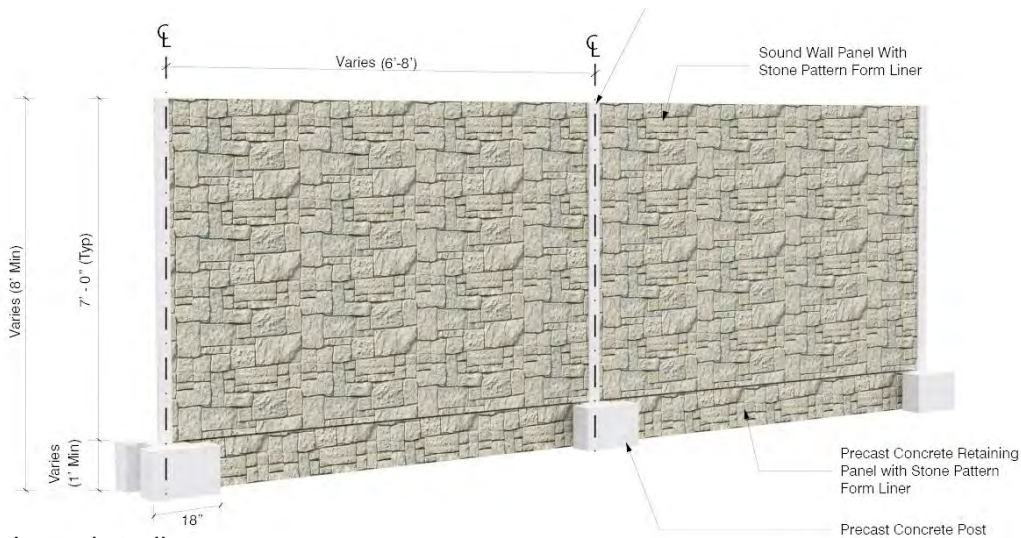 ℄
℄
Varies (6'-8')
Sound Wall Panel With
Stone Pattern Form Liner
Varies (8' Min)
7' - 0" (Typ)
Varies
(1' Min)
18"
Precast Concrete Retaining
Panel with Stone Pattern
Form Liner
Precast Concrete Post